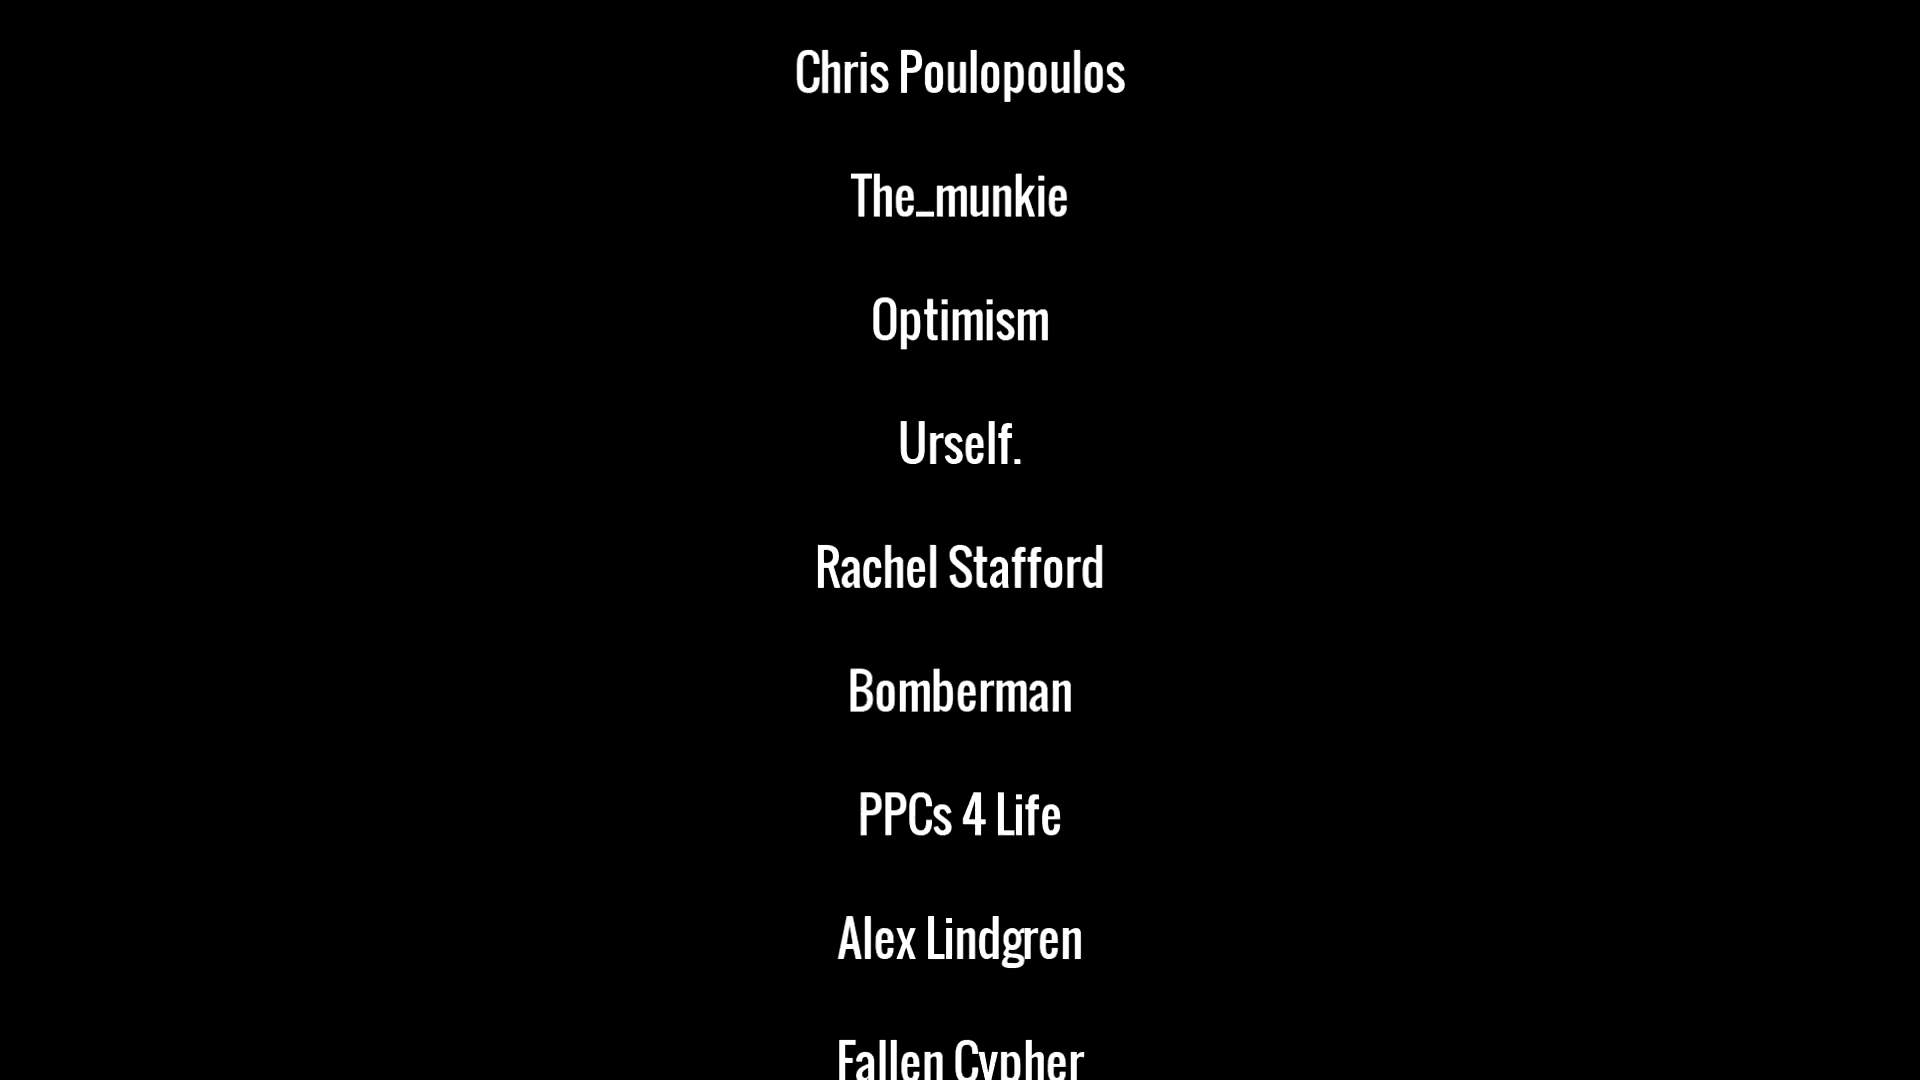 Chris Poulopoulos
The_munkie
Optimism
Urself.
Rachel Stafford
Bomberman
PPCs 4 Life
Alex Lindgren
Fallen Cypher